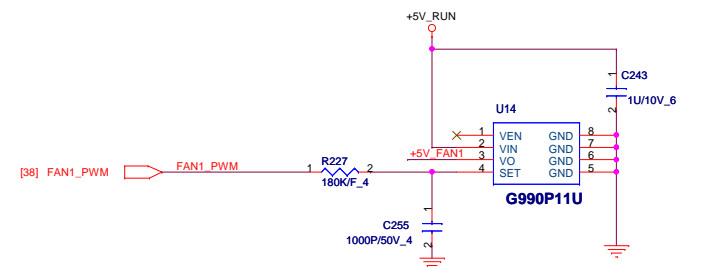 +5V_RUN
1
C243
1U/10V_6
2
U14
1 VEN GND 8
2 VIN GND 7
+5V_FAN1 3 VO GND 6
4 SET GND 5
G990P11U
[38] FAN1_PWM FAN1_PWM 1 R227 2
180K/F_4
1
C255
1000P/50V_4
2